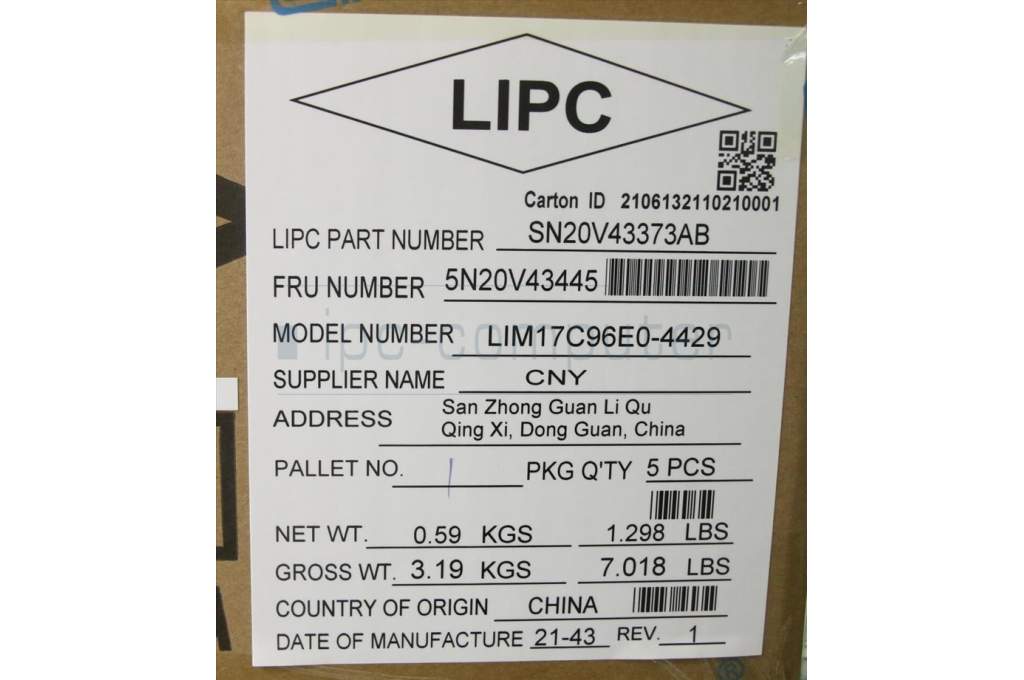 LIPC
Carton ID 2106132110210001
LIPC PART NUMBER SN20V43373AB
FRU NUMBER 5N20V43445
MODEL NUMBER LIM17C96E0-4429
ipc computer
SUPPLIER NAME CNY
ADDRESS San Zhong Guan Li Qu
Qing Xi, Dong Guan, China
PALLET NO. 1 PKG Q'TY 5 PCS
NET WT. 0.59 KGS 1.298 LBS
GROSS WT. 3.19 KGS 7.018 LBS
COUNTRY OF ORIGIN CHINA
DATE OF MANUFACTURE 21-43 REV. 1
®